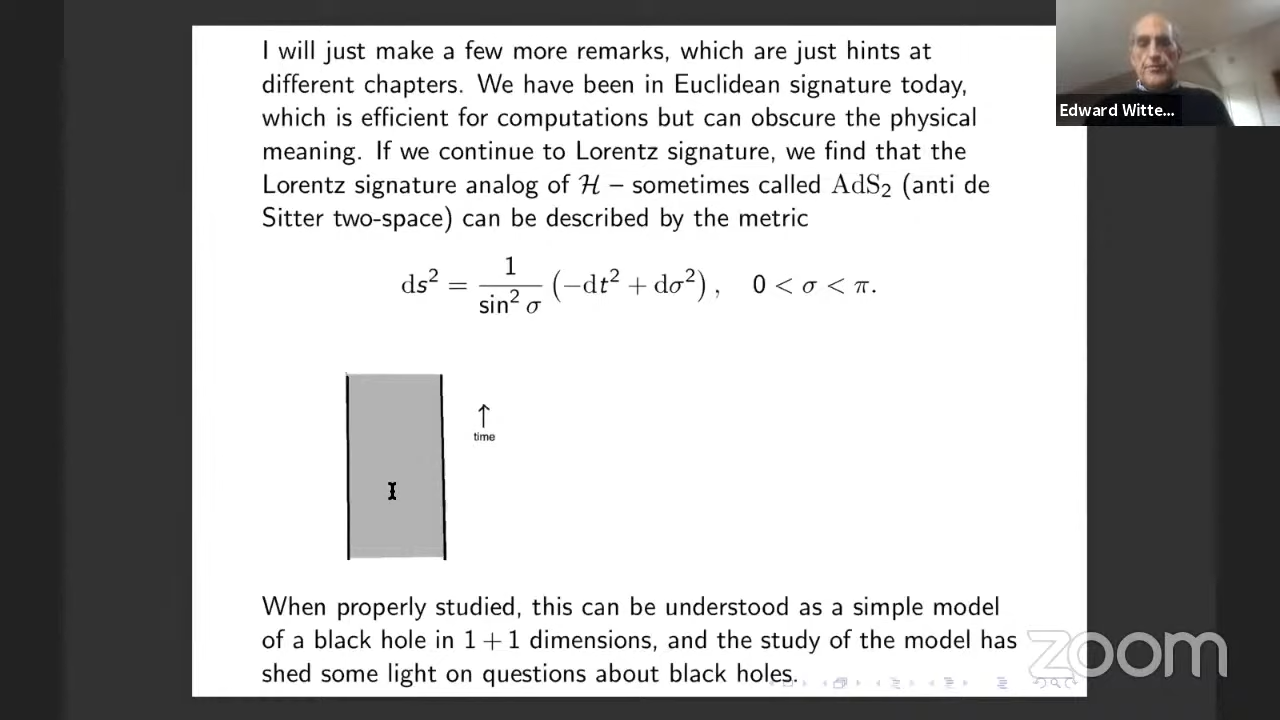 I will just make a few more remarks, which are just hints at
different chapters. We have been in Euclidean signature today,
which is efficient for computations but can obscure the physical
meaning. If we continue to Lorentz signature, we find that the
Lorentz signature analog of ℋ – sometimes called AdS₂ (anti de
Sitter two-space) can be described by the metric
ds² = 1/sin² σ (−dt² + dσ²), 0 < σ < π.
↑
time
When properly studied, this can be understood as a simple model
of a black hole in 1 + 1 dimensions, and the study of the model has
shed some light on questions about black holes.
Edward Witte...
zoom